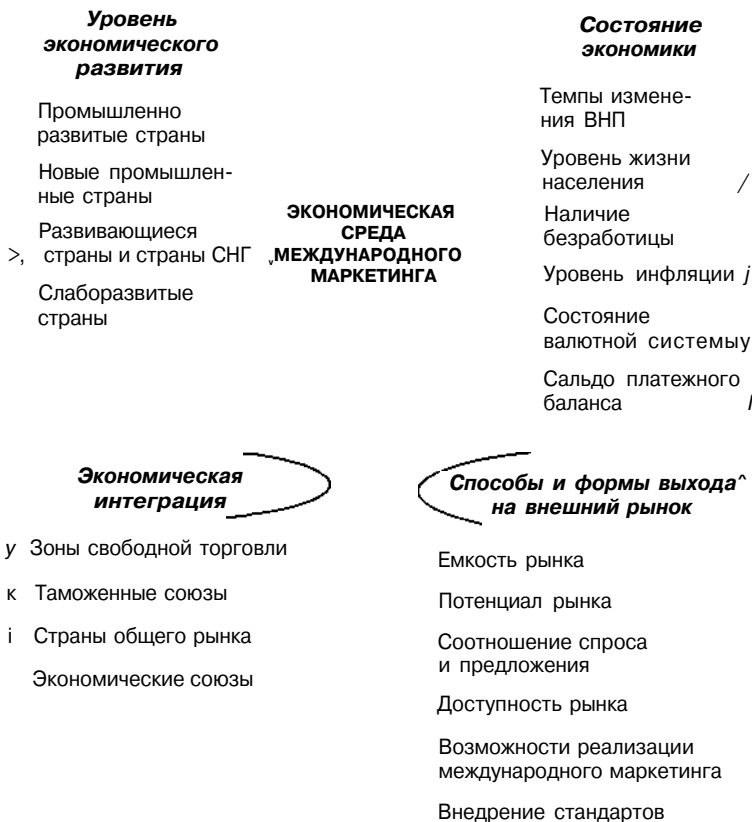 Уровень
экономического
развития
Промышленно
развитые страны
Новые промышлен-
ные страны
Развивающиеся
>, страны и страны СНГ
Слаборазвитые
страны
ЭКОНОМИЧЕСКАЯ
СРЕДА
МЕЖДУНАРОДНОГО
МАРКЕТИНГА
Состояние
экономики
Темпы измене-
ния ВНП
Уровень жизни
населения /
Наличие
безработицы
Уровень инфляции j
Состояние
валютной системыу
Сальдо платежного
баланса
Экономическая
интеграция
у Зоны свободной торговли
к Таможенные союзы
i Страны общего рынка
Экономические союзы
Способы и формы выхода^
на внешний рынок
Емкость рынка
Потенциал рынка
Соотношение спроса
и предложения
Доступность рынка
Возможности реализации
международного маркетинга
Внедрение стандартов